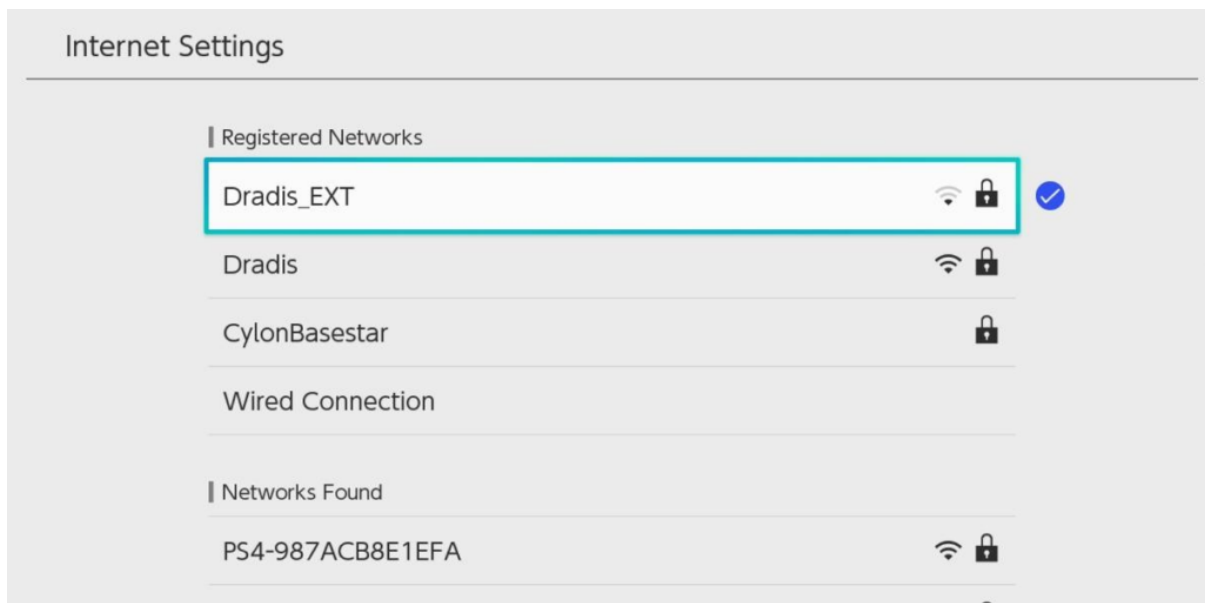 Internet Settings
Registered Networks
Dradis_EXT
Dradis
CylonBasestar
Wired Connection
Networks Found
PS4-987ACB8E1EFA